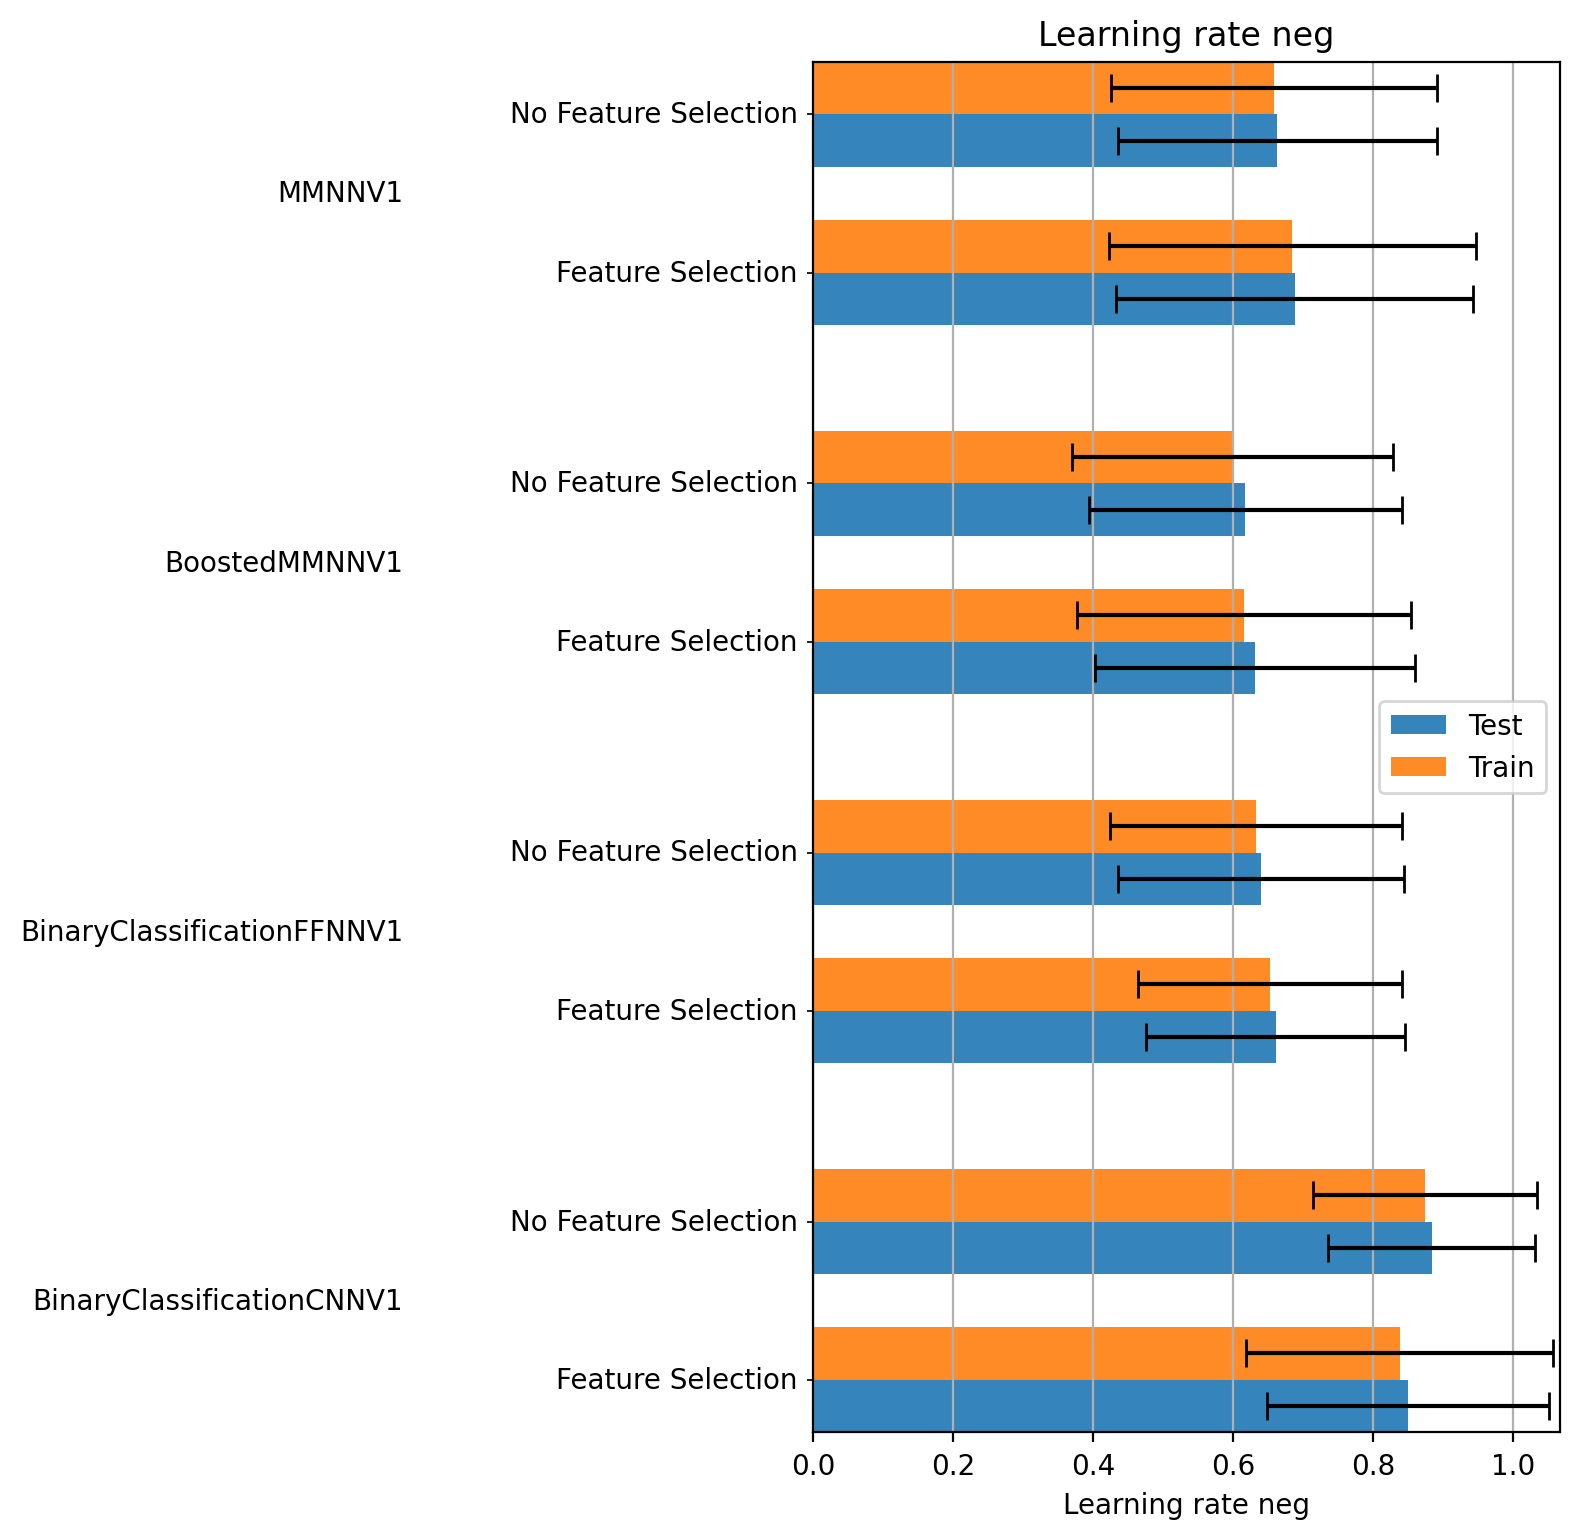 Learning rate neg
No Feature Selection
MMNNV1
Feature Selection
No Feature Selection
BoostedMMNNV1
Feature Selection
Test
Train
No Feature Selection
BinaryClassificationFFNNV1
Feature Selection
No Feature Selection
BinaryClassificationCNNV1
Feature Selection
0.0 0.2 0.4 0.6 0.8 1.0
Learning rate neg